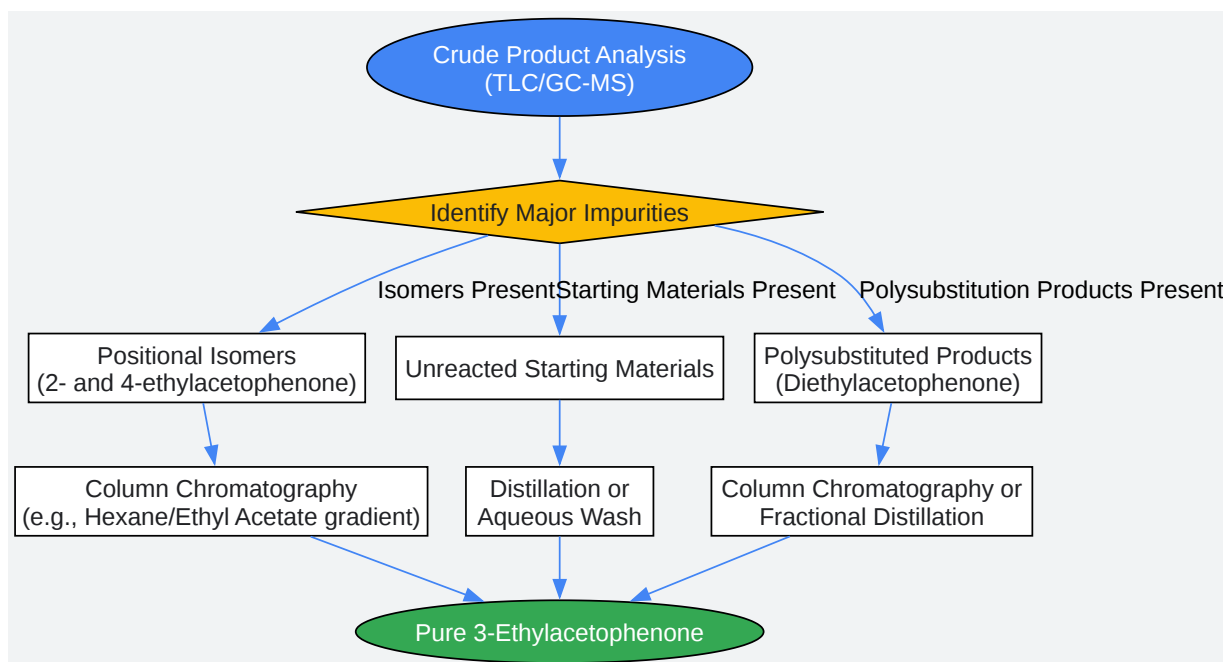 Crude Product Analysis
(TLC/GC-MS)
Identify Major Impurities
Isomers Present
Starting Materials Present
Polysubstitution Products Present
Positional Isomers
(2- and 4-ethylacetophenone)
Unreacted Starting Materials
Polysubstituted Products
(Diethylacetophenone)
Column Chromatography
(e.g., Hexane/Ethyl Acetate gradient)
Distillation or
Aqueous Wash
Column Chromatography or
Fractional Distillation
Pure 3-Ethylacetophenone